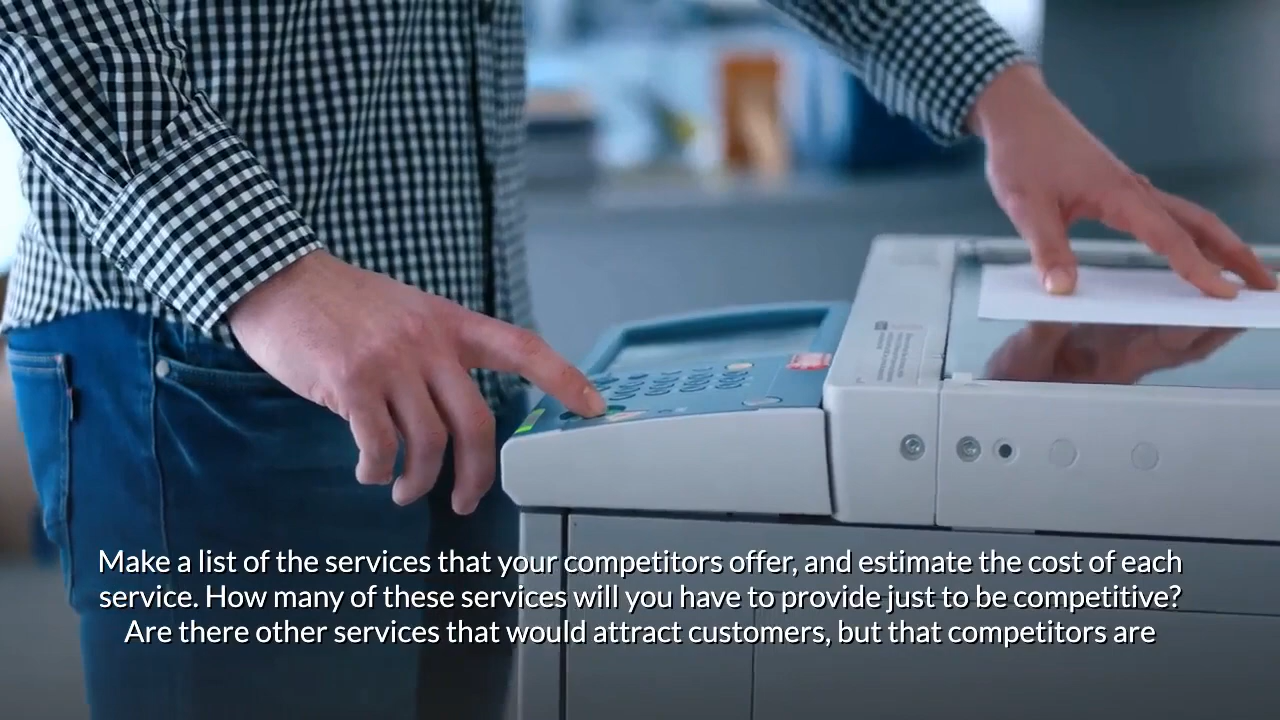 Make a list of the services that your competitors offer, and estimate the cost of each
service. How many of these services will you have to provide just to be competitive?
Are there other services that would attract customers, but that competitors are